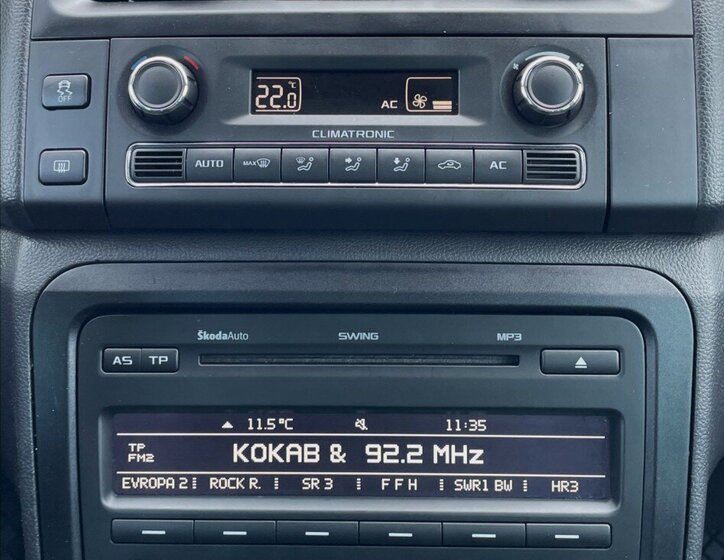 22.0 °C AC
OFF
CLIMATRONIC
AUTO MAX AC
ŠkodaAuto SWING MP3
AS TP
11.5°C 11:35
TP
FM2
KOKAB & 92.2 MHz
EVROPA 2 ROCK R. SR 3 F F H SWR1 BW HR3